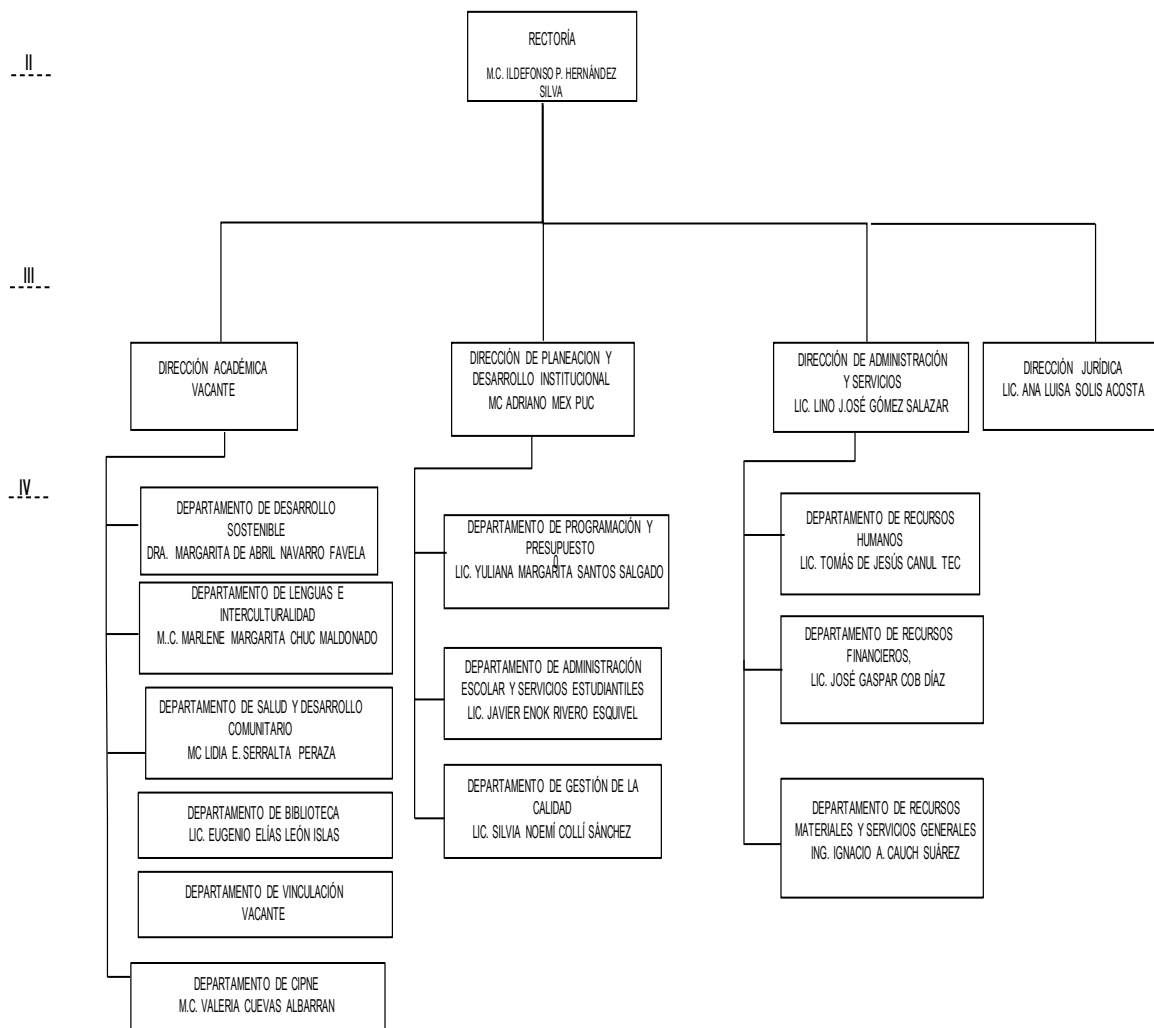 II
RECTORÍA
M.C. ILDEFONSO P. HERNÁNDEZ
SILVA
III
DIRECCIÓN ACADÉMICA
VACANTE
DIRECCIÓN DE PLANEACION Y
DESARROLLO INSTITUCIONAL
MC ADRIANO MEX PUC
DIRECCIÓN DE ADMINISTRACIÓN
Y SERVICIOS
LIC. LINO J.OSÉ GÓMEZ SALAZAR
DIRECCIÓN JURÍDICA
LIC. ANA LUISA SOLIS ACOSTA
IV
DEPARTAMENTO DE DESARROLLO
SOSTENIBLE
DRA. MARGARITA DE ABRIL NAVARRO FAVELA
DEPARTAMENTO DE LENGUAS E
INTERCULTURALIDAD
M..C. MARLENE MARGARITA CHUC MALDONADO
DEPARTAMENTO DE SALUD Y DESARROLLO
COMUNITARIO
MC LIDIA E. SERRALTA PERAZA
DEPARTAMENTO DE BIBLIOTECA
LIC. EUGENIO ELÍAS LEÓN ISLAS
DEPARTAMENTO DE VINCULACIÓN
VACANTE
DEPARTAMENTO DE CIPNE
M.C. VALERIA CUEVAS ALBARRAN
DEPARTAMENTO DE PROGRAMACIÓN Y
PRESUPUESTO
0
LIC. YULIANA MARGARITA SANTOS SALGADO
DEPARTAMENTO DE ADMINISTRACIÓN
ESCOLAR Y SERVICIOS ESTUDIANTILES
LIC. JAVIER ENOK RIVERO ESQUIVEL
DEPARTAMENTO DE GESTIÓN DE LA
CALIDAD
LIC. SILVIA NOEMÍ COLLÍ SÁNCHEZ
DEPARTAMENTO DE RECURSOS
HUMANOS
LIC. TOMÁS DE JESÚS CANUL TEC
DEPARTAMENTO DE RECURSOS
FINANCIEROS,
LIC. JOSÉ GASPAR COB DÍAZ
DEPARTAMENTO DE RECURSOS
MATERIALES Y SERVICIOS GENERALES
ING. IGNACIO A. CAUCH SUÁREZ